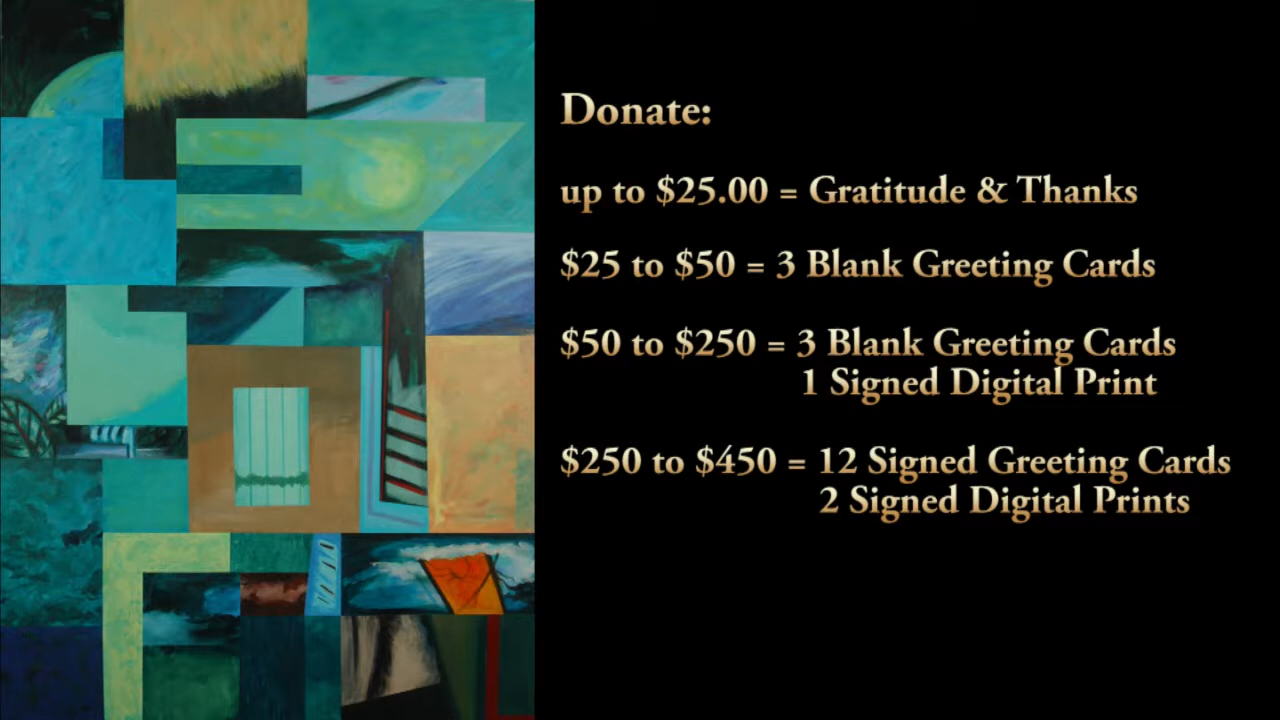 Donate:
up to $25.00 = Gratitude & Thanks
$25 to $50 = 3 Blank Greeting Cards
$50 to $250 = 3 Blank Greeting Cards
1 Signed Digital Print
$250 to $450 = 12 Signed Greeting Cards
2 Signed Digital Prints